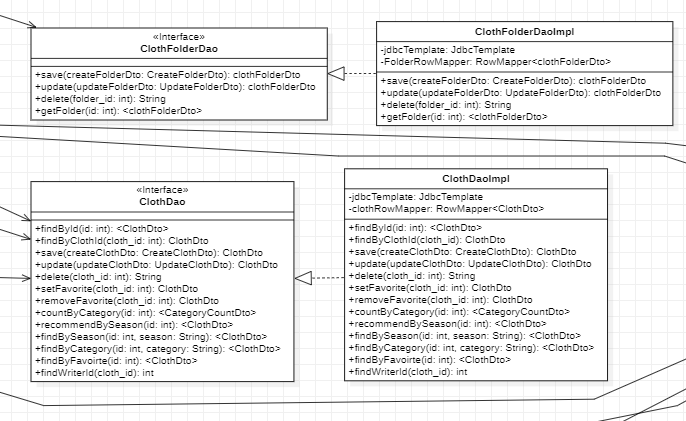 «Interface»
ClothFolderDao
+save(createFolderDto: CreateFolderDto): clothFolderDto
+update(updateFolderDto: UpdateFolderDto): clothFolderDto
+delete(folder_id: int): String
+getFolder(id: int): <clothFolderDto>
ClothFolderDaoImpl
-jdbcTemplate: JdbcTemplate
-FolderRowMapper: RowMapper<clothFolderDto>
+save(createFolderDto: CreateFolderDto): clothFolderDto
+update(updateFolderDto: UpdateFolderDto): clothFolderDto
+delete(folder_id: int): String
+getFolder(id: int): <clothFolderDto>
«Interface»
ClothDao
+findById(id: int): <ClothDto>
+findByClothId(cloth_id: int): ClothDto
+save(createClothDto: CreateClothDto): ClothDto
+update(updateClothDto: UpdateClothDto): ClothDto
+delete(cloth_id: int): String
+setFavorite(cloth_id: int): ClothDto
+removeFavorite(cloth_id: int): ClothDto
+countByCategory(id: int): <CategoryCountDto>
+recommendBySeason(id: int): <ClothDto>
+findBySeason(id: int, season: String): <ClothDto>
+findByCategory(id: int, category: String): <ClothDto>
+findByFavoirte(id: int): <ClothDto>
+findWriterId(cloth_id): int
ClothDaoImpl
-jdbcTemplate: JdbcTemplate
-clothRowMapper: RowMapper<ClothDto>
+findById(id: int): <ClothDto>
+findByClothId(cloth_id): ClothDto
+save(createClothDto: CreateClothDto): ClothDto
+update(updateClothDto: UpdateClothDto): ClothDto
+delete(cloth_id: int): String
+setFavorite(cloth_id: int): ClothDto
+removeFavorite(cloth_id: int): ClothDto
+countByCategory(id: int): <CategoryCountDto>
+recommendBySeason(id: int): <ClothDto>
+findBySeason(id: int, season: String): <ClothDto>
+findByCategory(id: int, category: String): <ClothDto>
+findByFavoirte(id: int): <ClothDto>
+findWriterId(cloth_id): int